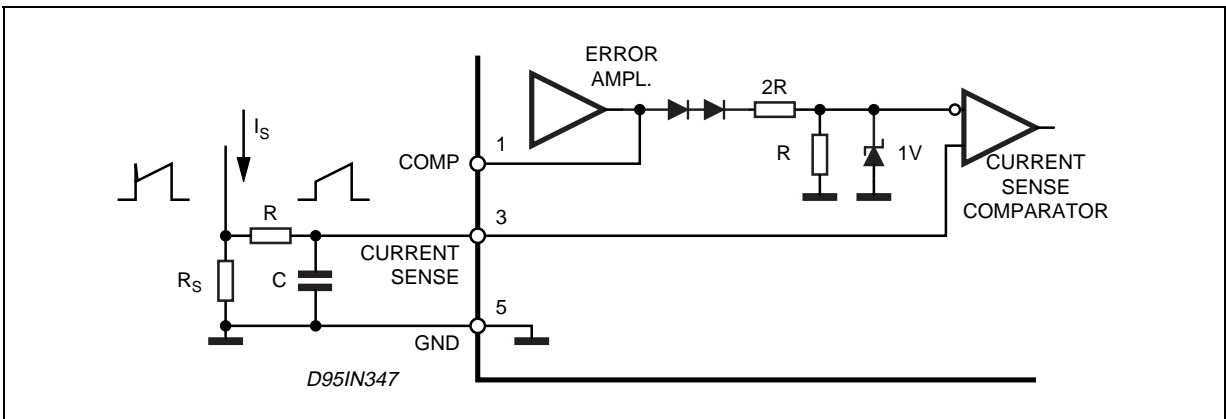 ERROR
AMPL.
2R
I_S
1
COMP
R
1V
CURRENT
SENSE
COMPARATOR
R
3
CURRENT
SENSE
R_S
C
5
GND
D95IN347